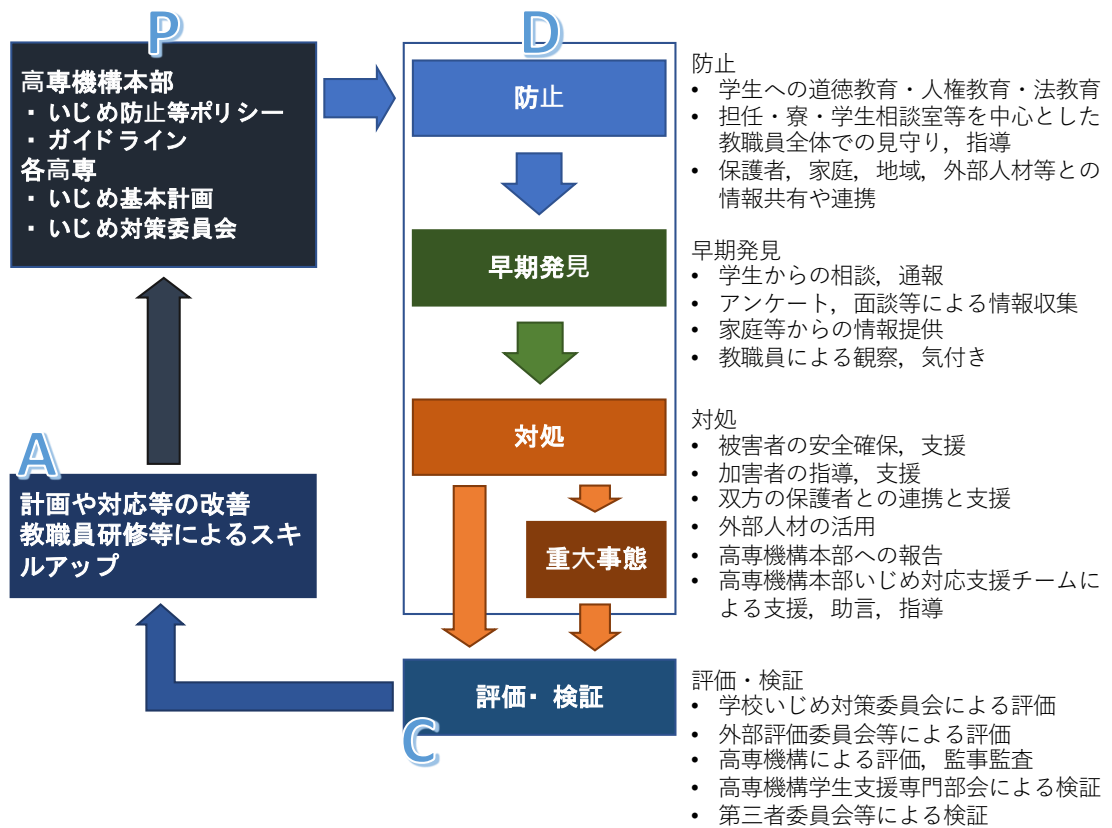 P
高専機構本部
・いじめ防止等ポリシー
・ガイドライン
各高専
・いじめ基本計画
・いじめ対策委員会
D
防止
早期発見
対処
重大事態
評価・検証
C
A
計画や対応等の改善
教職員研修等によるスキ
ルアップ
防止
• 学生への道徳教育・人権教育・法教育
• 担任・寮・学生相談室等を中心とした
教職員全体での見守り，指導
• 保護者，家庭，地域，外部人材等との
情報共有や連携
早期発見
• 学生からの相談，通報
• アンケート，面談等による情報収集
• 家庭等からの情報提供
• 教職員による観察，気付き
対処
• 被害者の安全確保，支援
• 加害者の指導，支援
• 双方の保護者との連携と支援
• 外部人材の活用
• 高専機構本部への報告
• 高専機構本部いじめ対応支援チームに
よる支援，助言，指導
評価・検証
• 学校いじめ対策委員会による評価
• 外部評価委員会等による評価
• 高専機構による評価，監事監査
• 高専機構学生支援専門部会による検証
• 第三者委員会等による検証